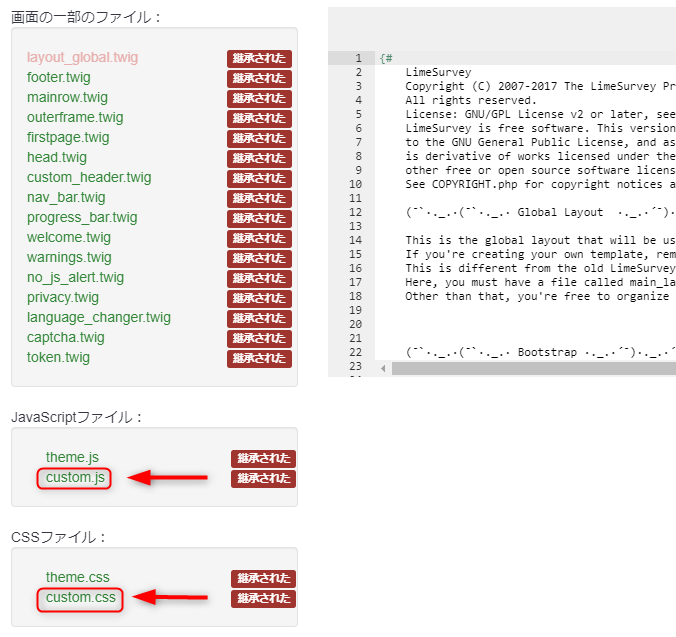 画面の一部のファイル：
layout_global.twig 継承された
footer.twig 継承された
mainrow.twig 継承された
outerframe.twig 継承された
firstpage.twig 継承された
head.twig 継承された
custom_header.twig 継承された
nav_bar.twig 継承された
progress_bar.twig 継承された
welcome.twig 継承された
warnings.twig 継承された
no_js_alert.twig 継承された
privacy.twig 継承された
language_changer.twig 継承された
captcha.twig 継承された
token.twig 継承された
JavaScriptファイル：
theme.js 継承された
custom.js 継承された
CSSファイル：
theme.css 継承された
custom.css 継承された
1 {#
2 LimeSurvey
3 Copyright (C) 2007-2017 The LimeSurvey Pr
4 All rights reserved.
5 License: GNU/GPL License v2 or later, see
6 LimeSurvey is free software. This version
7 to the GNU General Public License, and as
8 is derivative of works licensed under the
9 other free or open source software licens
10 See COPYRIGHT.php for copyright notices a
11
12 (¯`·._.·(¯`·._.· Global Layout ·._.·´¯)·
13
14 This is the global layout that will be us
15 If you're creating your own template, rem
16 This is different from the old LimeSurvey
17 Here, you must have a file called main_la
18 Other than that, you're free to organize
19
20
21
22 (¯`·._.·(¯`·._.· Bootstrap ·._.·´¯)·._.·´
23